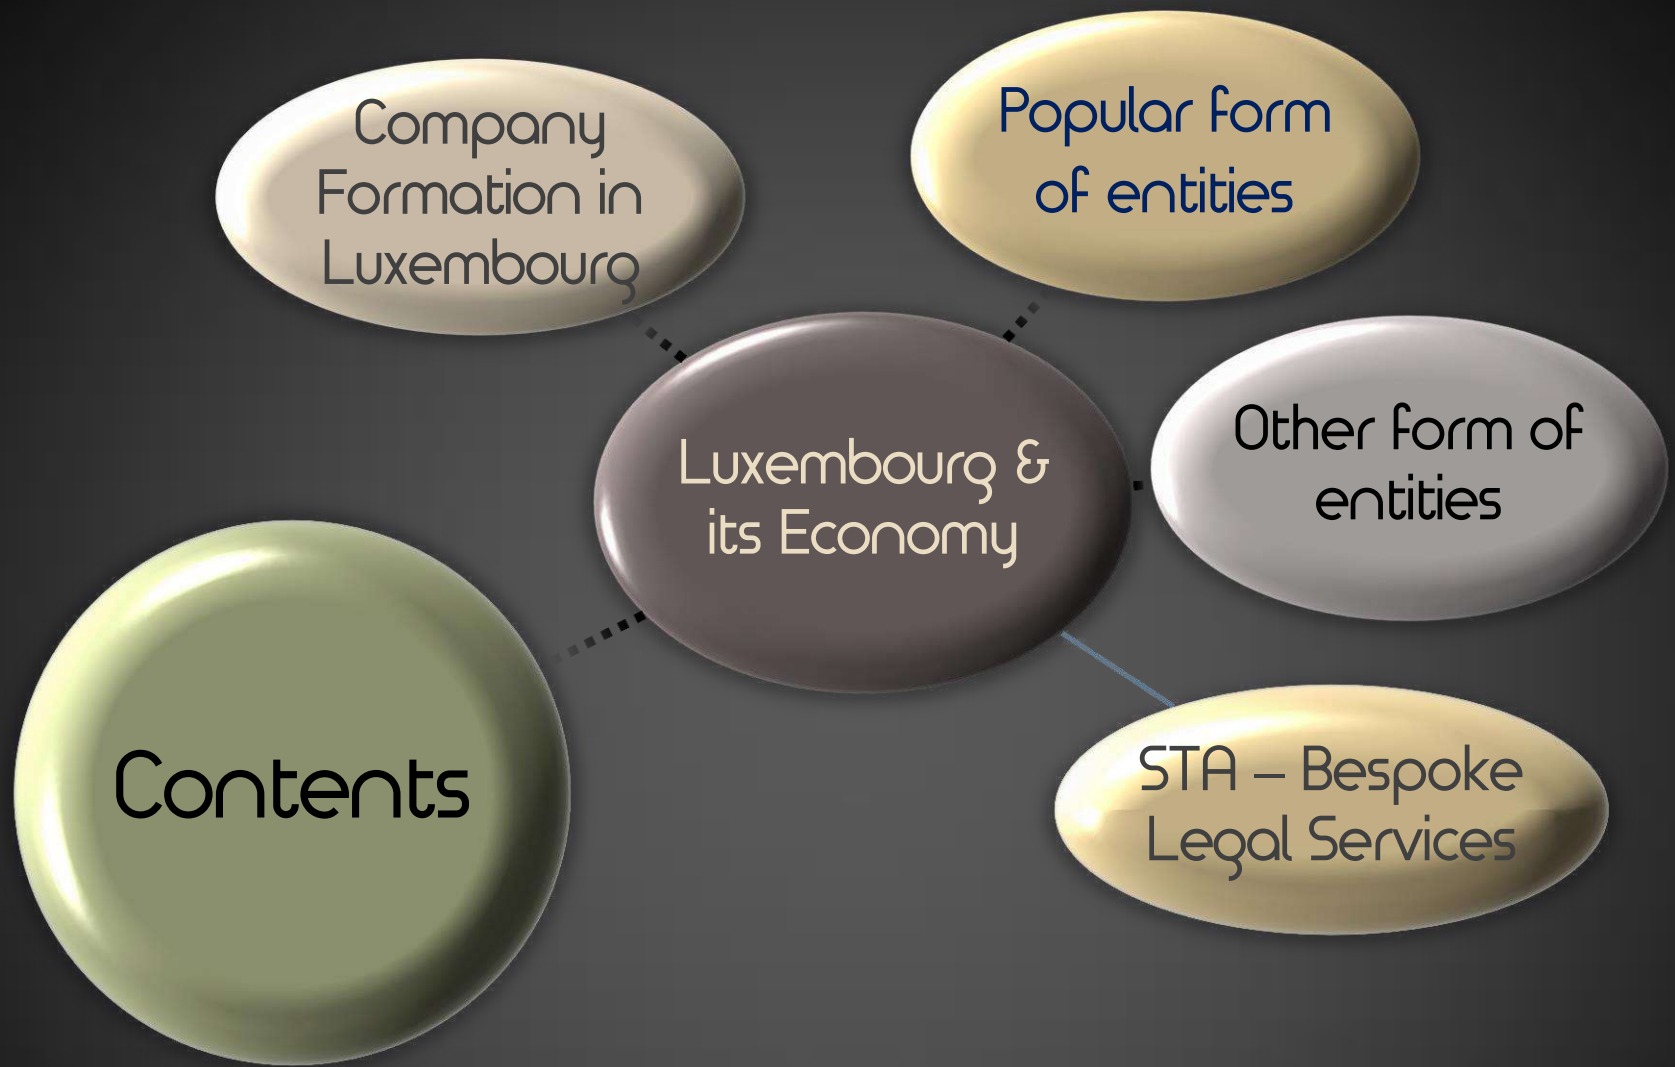 Company
Formation in
Luxembourg
Popular form
of entities
Luxembourg &
its Economy
Other form of
entities
Contents
STA – Bespoke
Legal Services